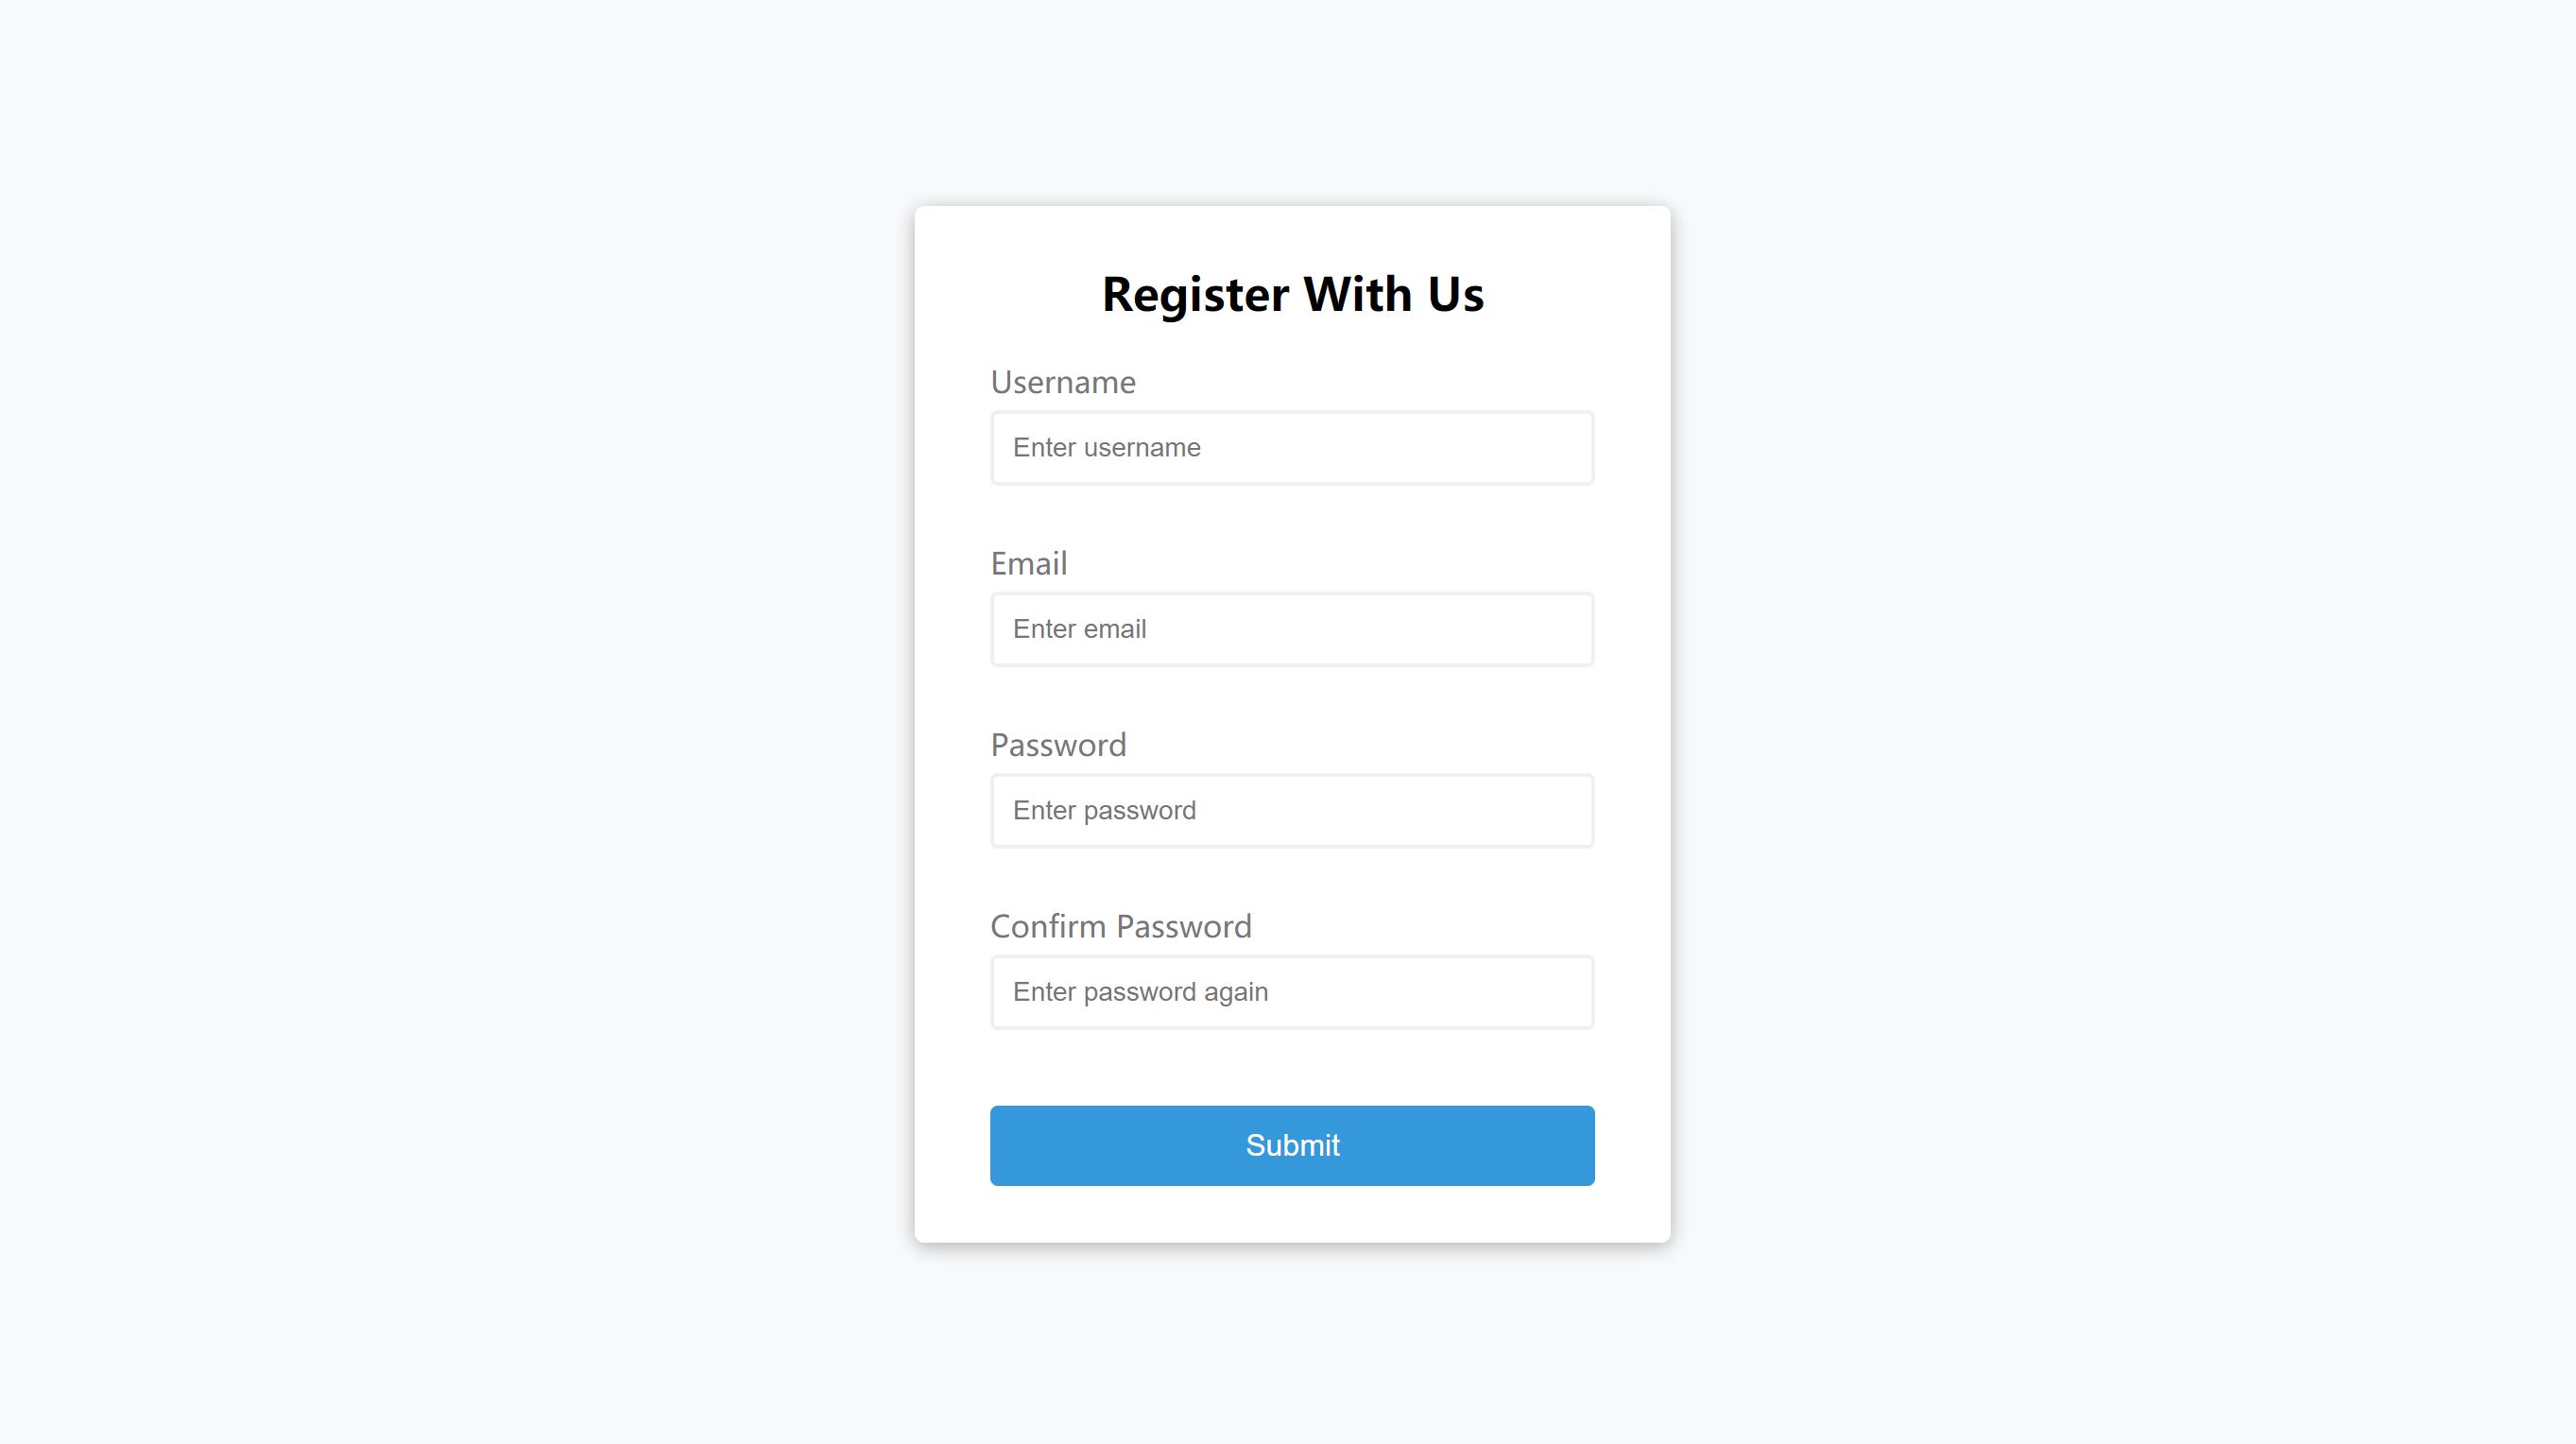 Register With Us
Username
Enter username
Email
Enter email
Password
Enter password
Confirm Password
Enter password again
Submit